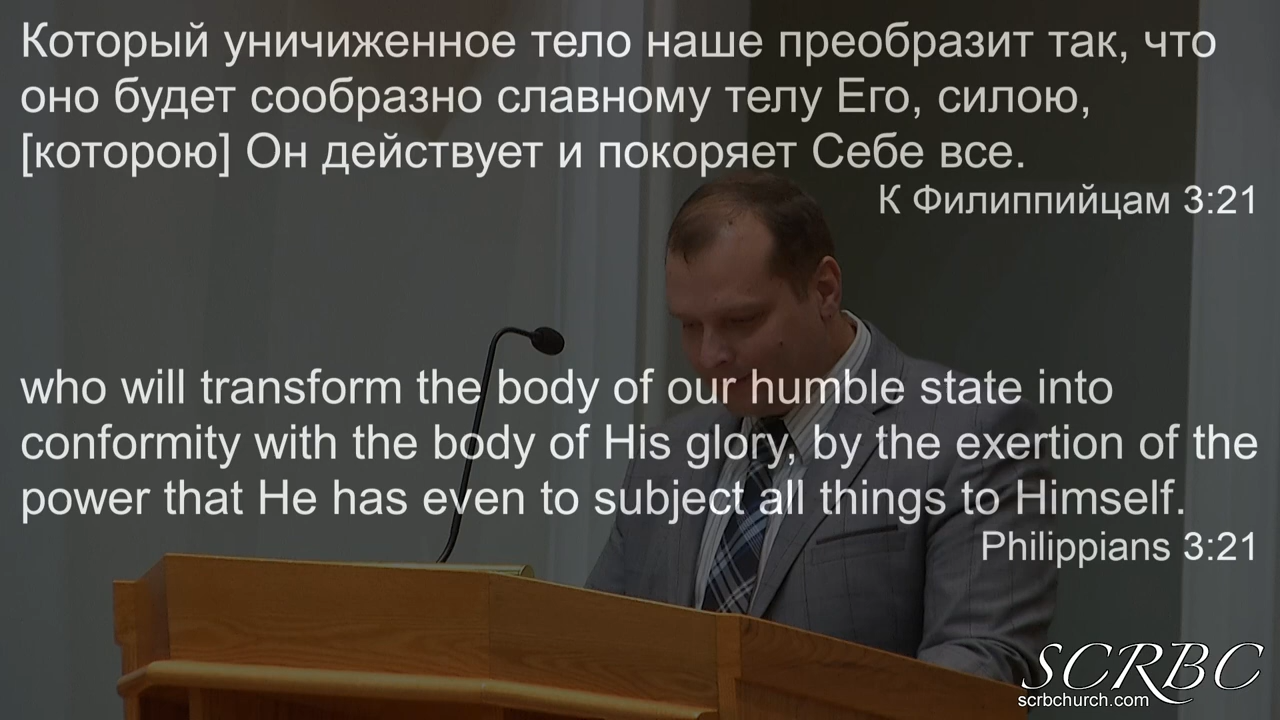 Который уничиженное тело наше преобразит так, что
оно будет сообразно славному телу Его, силою,
[которою] Он действует и покоряет Себе все.
К Филиппийцам 3:21
who will transform the body of our humble state into
conformity with the body of His glory, by the exertion of the
power that He has even to subject all things to Himself.
Philippians 3:21
SCRBC
scrbchurch.com